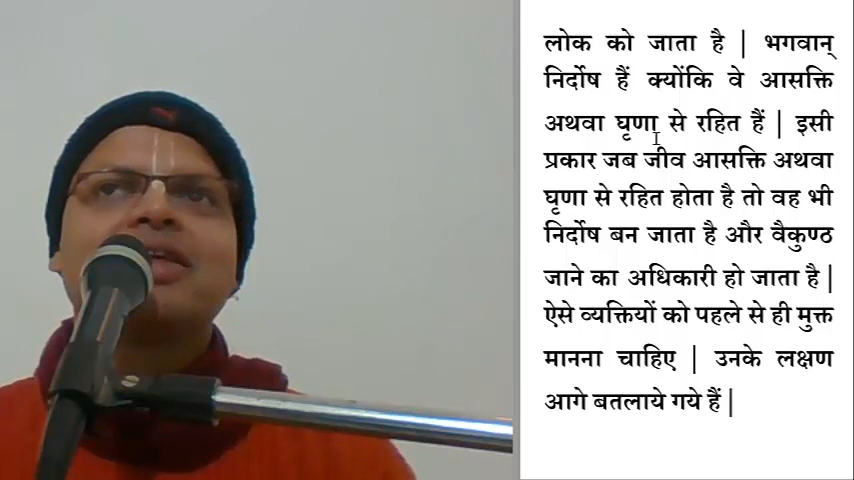 लोक को जाता है | भगवान्
निर्दोष हैं क्योंकि वे आसक्ति
अथवा घृणा से रहित हैं | इसी
प्रकार जब जीव आसक्ति अथवा
घृणा से रहित होता है तो वह भी
निर्दोष बन जाता है और वैकुण्ठ
जाने का अधिकारी हो जाता है |
ऐसे व्यक्तियों को पहले से ही मुक्त
मानना चाहिए | उनके लक्षण
आगे बतलाये गये हैं |